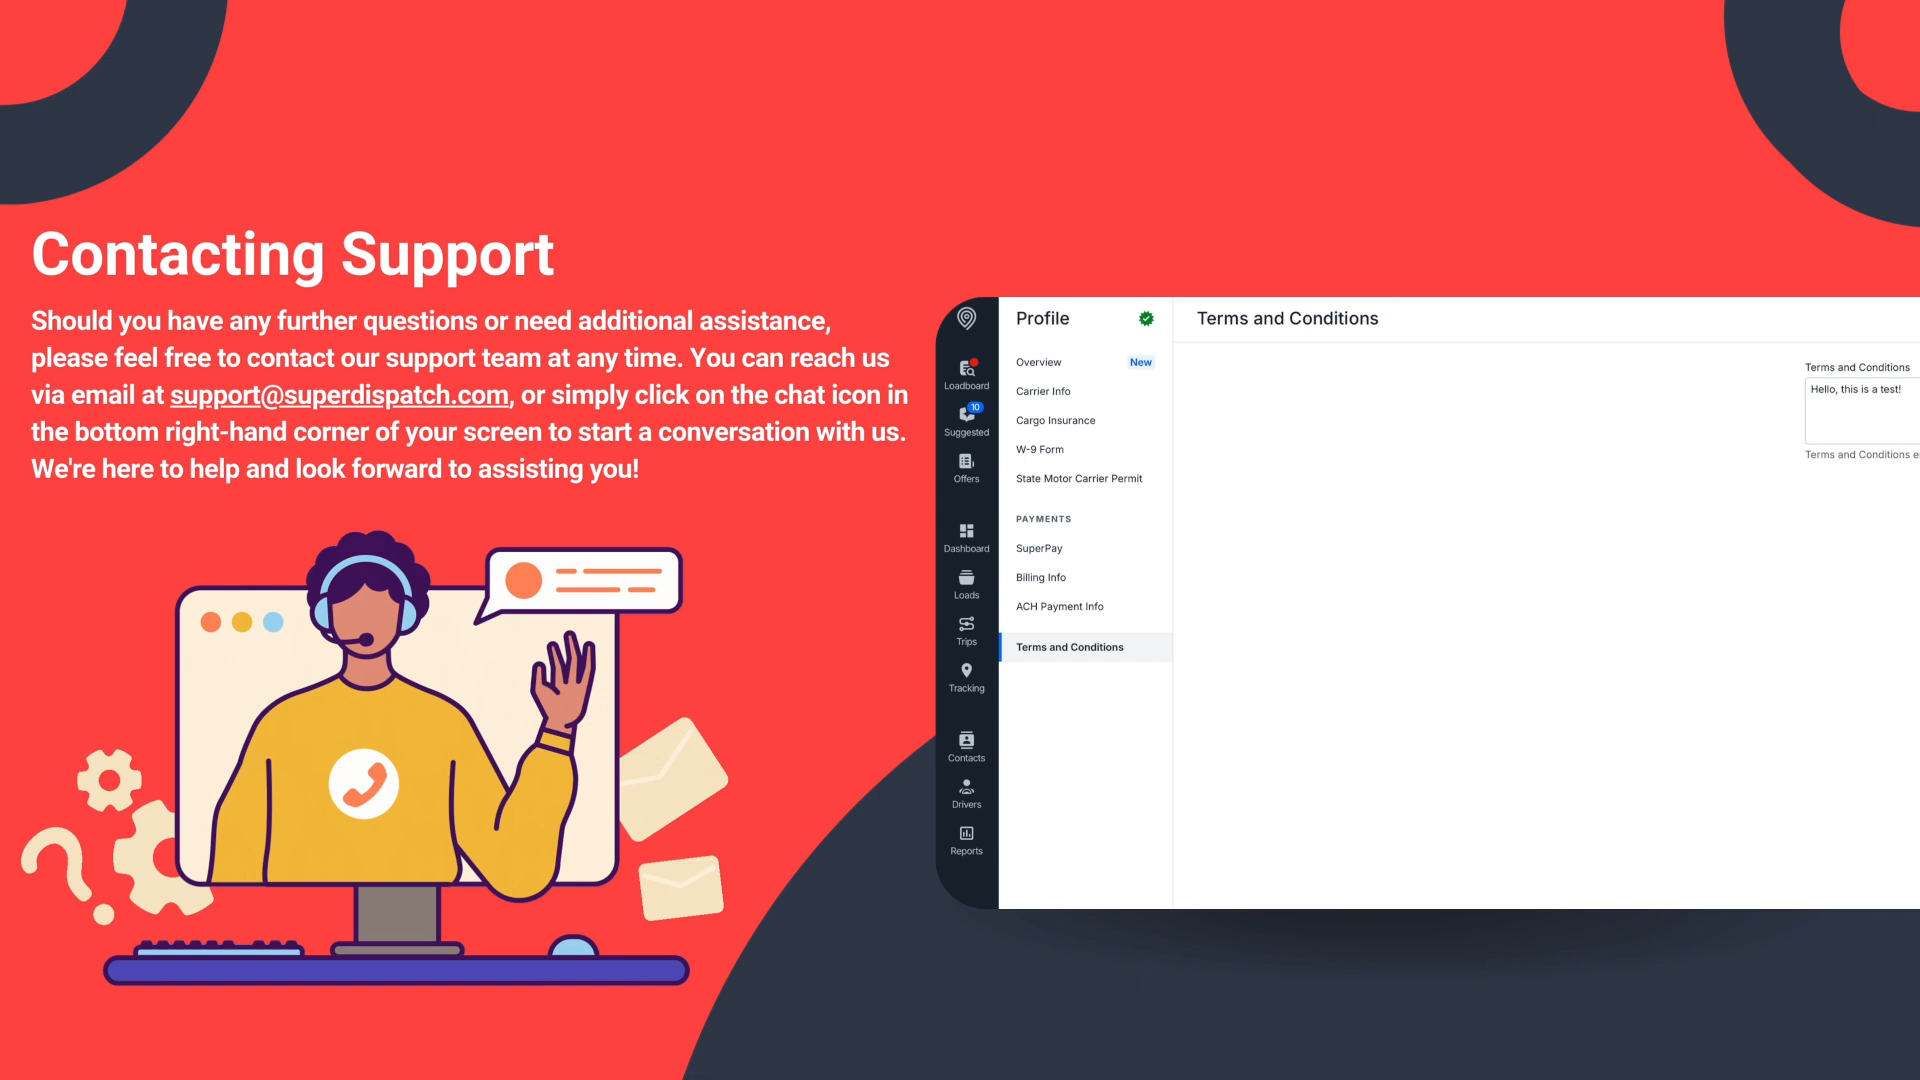 Contacting Support
Should you have any further questions or need additional assistance,
please feel free to contact our support team at any time. You can reach us
via email at support@superdispatch.com, or simply click on the chat icon in
the bottom right-hand corner of your screen to start a conversation with us.
We're here to help and look forward to assisting you!
Loadboard
10
Suggested
Offers
Dashboard
Loads
Trips
Tracking
Contacts
Drivers
Reports
Profile
Overview New
Carrier Info
Cargo Insurance
W-9 Form
State Motor Carrier Permit
PAYMENTS
SuperPay
Billing Info
ACH Payment Info
Terms and Conditions
Terms and Conditions
Terms and Conditions
Hello, this is a test!
Terms and Conditions